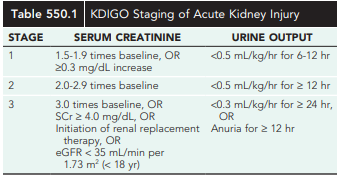 Table 550.1 KDIGO Staging of Acute Kidney Injury
STAGE SERUM CREATININE URINE OUTPUT
1 1.5-1.9 times baseline, OR <0.5 mL/kg/hr for 6-12 hr
≥0.3 mg/dL increase
2 2.0-2.9 times baseline <0.5 mL/kg/hr for ≥ 12 hr
3 3.0 times baseline, OR <0.3 mL/kg/hr for ≥ 24 hr,
SCr ≥ 4.0 mg/dL, OR OR
Initiation of renal replacement Anuria for ≥ 12 hr
therapy, OR
eGFR < 35 mL/min per
1.73 m² (< 18 yr)